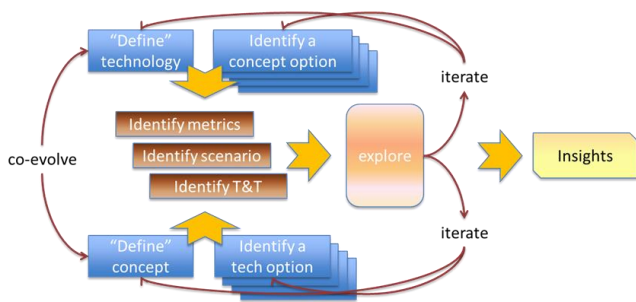 “Define”
technology
Identify a
concept option
iterate
Identify metrics
co-evolve
Identify scenario
explore
Insights
Identify T&T
iterate
“Define”
concept
Identify a
tech option